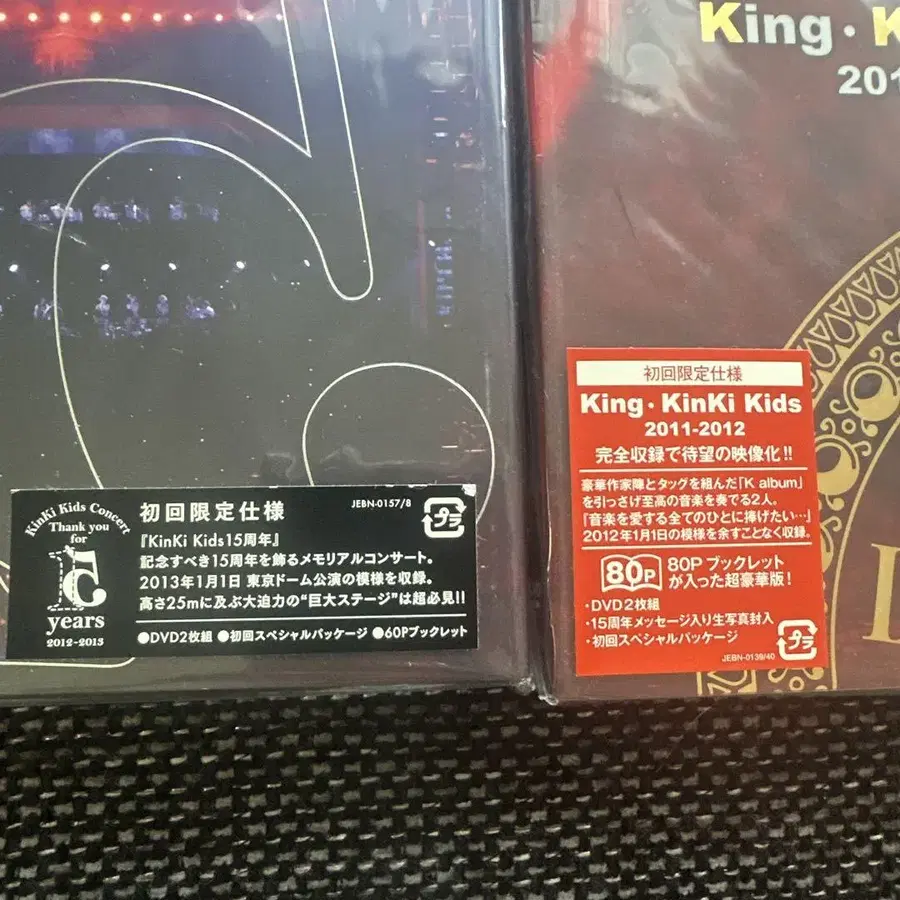 King・K
201
KinKi Kids Concert
Thank you
for
15
years
2012-2013
初回限定仕様
JEBN-0157/8
プラ
『KinKi Kids15周年』
記念すべき15周年を飾るメモリアルコンサート。
2013年1月1日 東京ドーム公演の模様を収録。
高さ25mに及ぶ大迫力の“巨大ステージ”は超必見!!
●DVD2枚組 ●初回スペシャルパッケージ ●60Pブックレット
初回限定仕様
King・KinKi Kids
2011-2012
完全収録で待望の映像化!!
豪華作家陣とタッグを組んだ「K album」
を引っさげ至高の音楽を奏でる2人。
「音楽を愛する全てのひとに捧げたい…」
2012年1月1日の模様を余すことなく収録。
80P
80P ブックレット
が入った超豪華版!
・DVD2枚組
・15周年メッセージ入り生写真封入
・初回スペシャルパッケージ
プラ
JEBN-0139/40